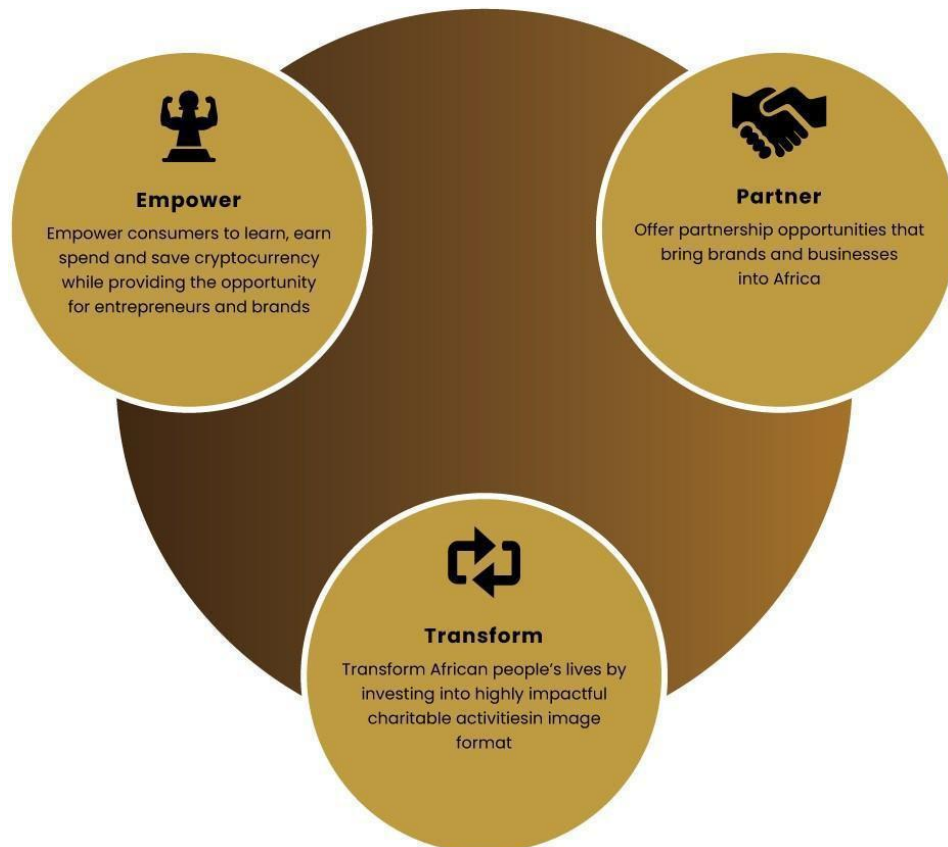 Empower
Empower consumers to learn, earn
spend and save cryptocurrency
while providing the opportunity
for entrepreneurs and brands
Partner
Offer partnership opportunities that
bring brands and businesses
into Africa
Transform
Transform African people’s lives by
investing into highly impactful
charitable activitiesin image
format